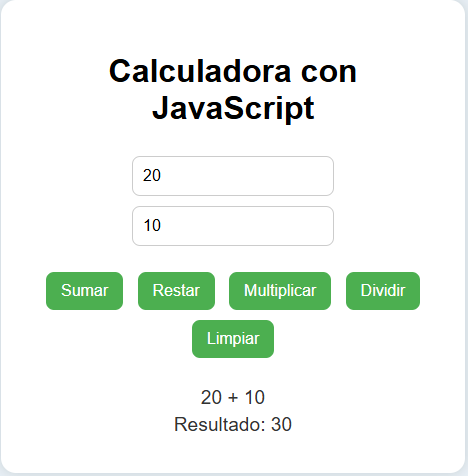 Calculadora con
JavaScript
20
10
Sumar Restar Multiplicar Dividir
Limpiar
20 + 10
Resultado: 30